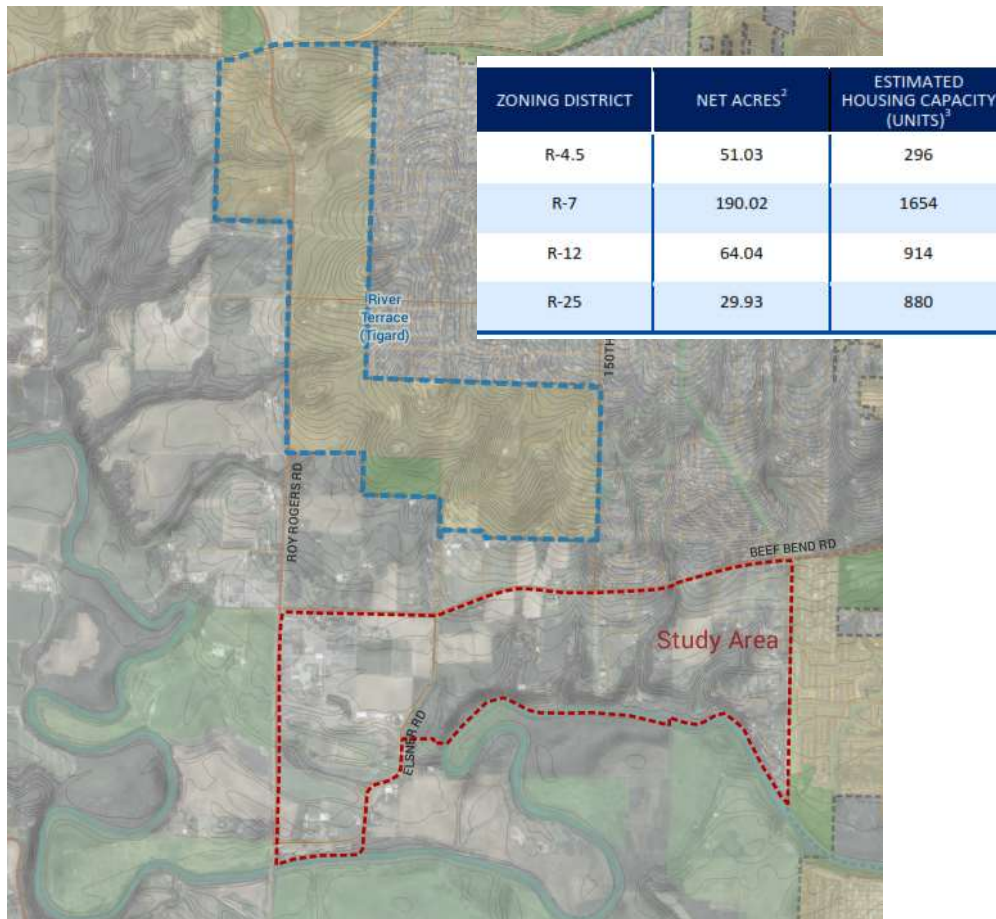 ZONING DISTRICT
NET ACRES2
ESTIMATED
HOUSING CAPACITY
(UNITS)3
R-4.5
51.03
296
R-7
190.02
1654
R-12
64.04
914
R-25
29.93
880
River
Terrace
(Tigard)
150TH
ROY ROGERS RD
BEEF BEND RD
Study Area
ELSNER RD